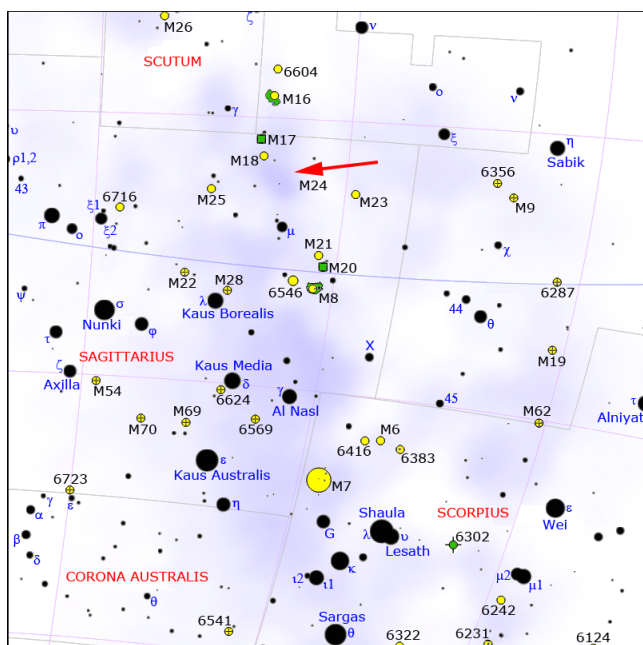 M26
ν
SCUTUM
6604
ο
ν
M16
γ
υ
M17
ξ
η
Sabik
ρ1,2
M18
43
M25
M24
6356
M9
6716
ξ1
M23
π
ο
ξ2
μ
χ
M21
M20
M22
M28
6546
M8
6287
ψ
σ
λ
Kaus Borealis
44
θ
Nunki
φ
τ
SAGITTARIUS
Kaus Media
X
M19
ζ
Axilla
δ
M54
6624
γ
Al Nasl
45
τ
Alniyat
M70
M69
6569
M6
M62
6416
6383
ε
Kaus Australis
6723
M7
γ
ε
η
α
G
Shaula
SCORPIUS
ε
Wei
β
λ
υ
Lesath
6302
δ
κ
CORONA AUSTRALIS
ι2
ι1
μ2
μ1
θ
6242
Sargas
6541
θ
6322
6231
6124